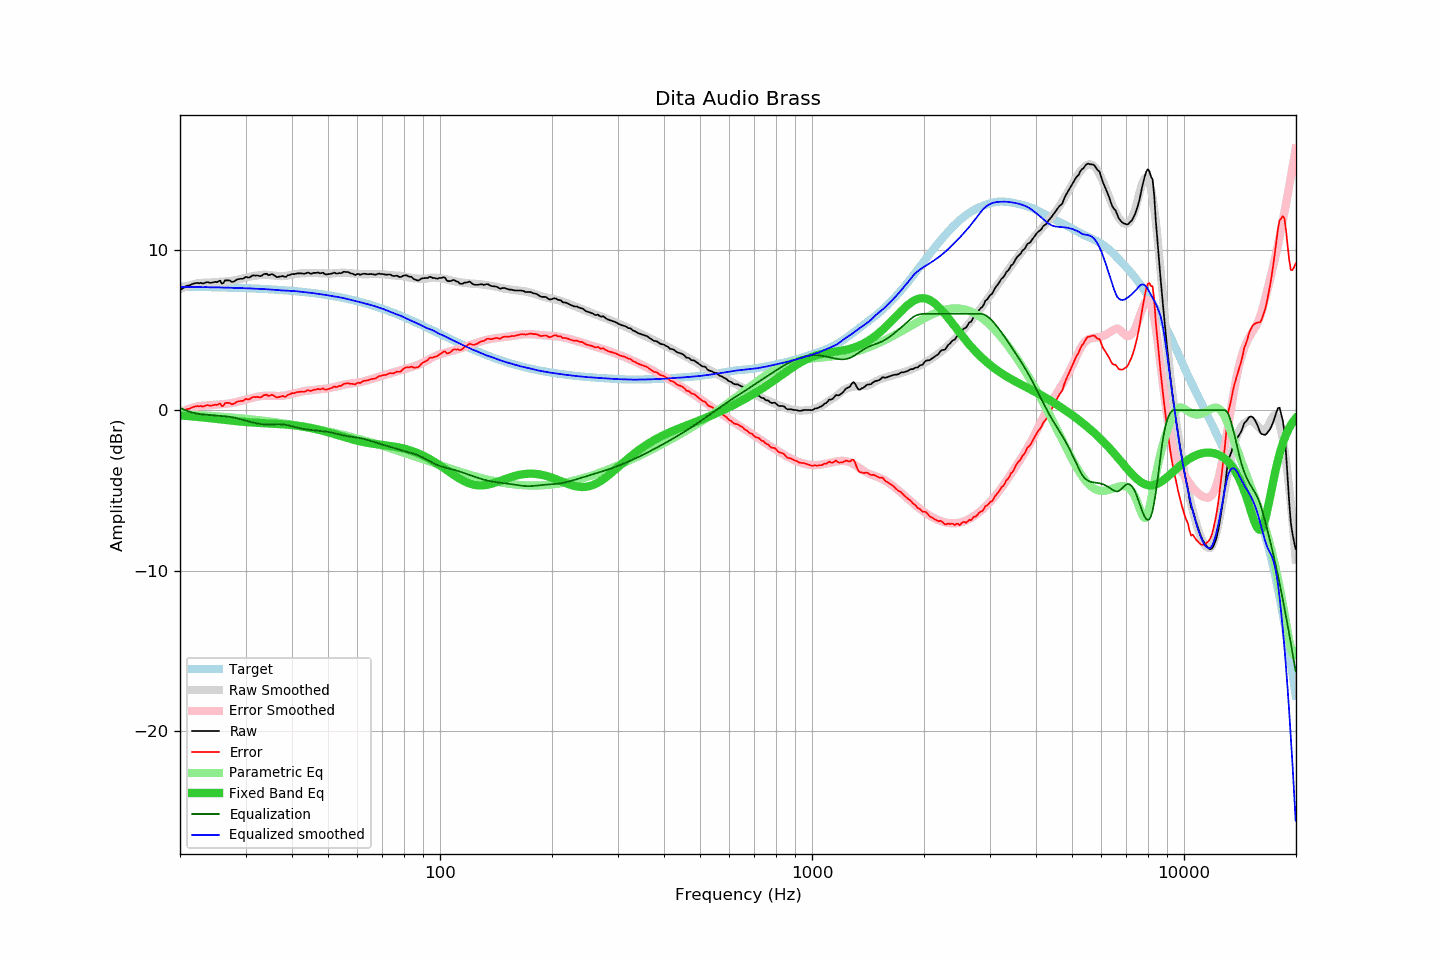 Dita Audio Brass
Amplitude (dBr)
10
0
−10
−20
Target
Raw Smoothed
Error Smoothed
Raw
Error
Parametric Eq
Fixed Band Eq
Equalization
Equalized smoothed
100 1000 10000
Frequency (Hz)